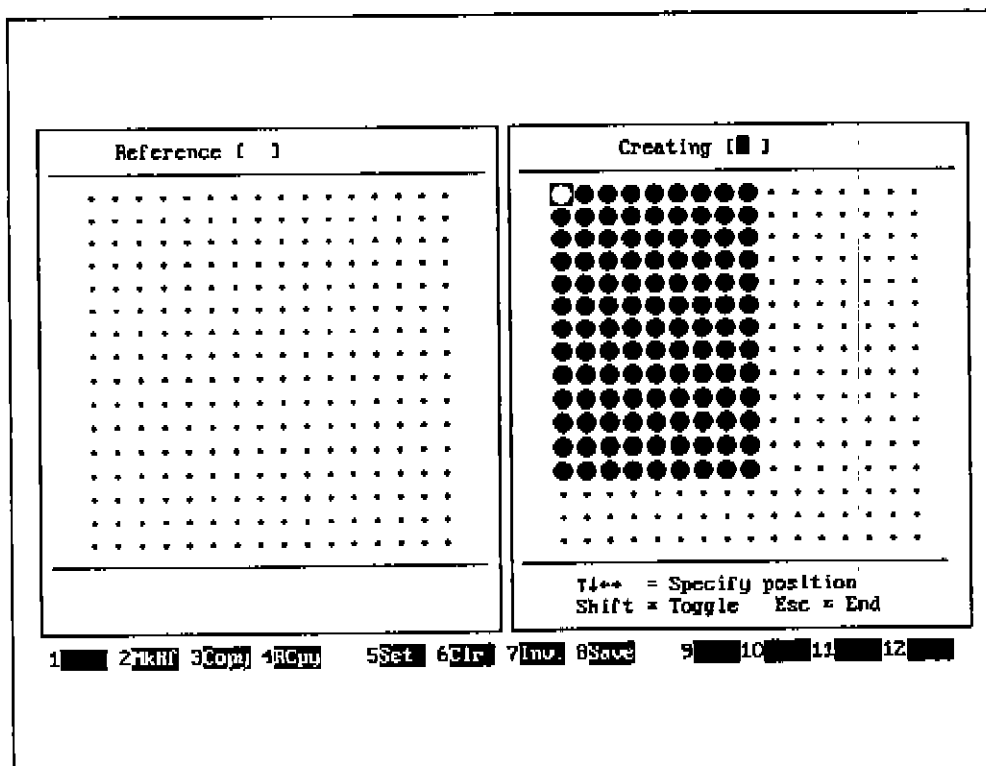 Reference [  ]
Creating [■ ]
↑↓←→ = Specify position
Shift = Toggle  Esc = End
1 2MkRf 3Copy 4RCpy 5Set 6Clr 7Inv. 8Save 9 10 11 12